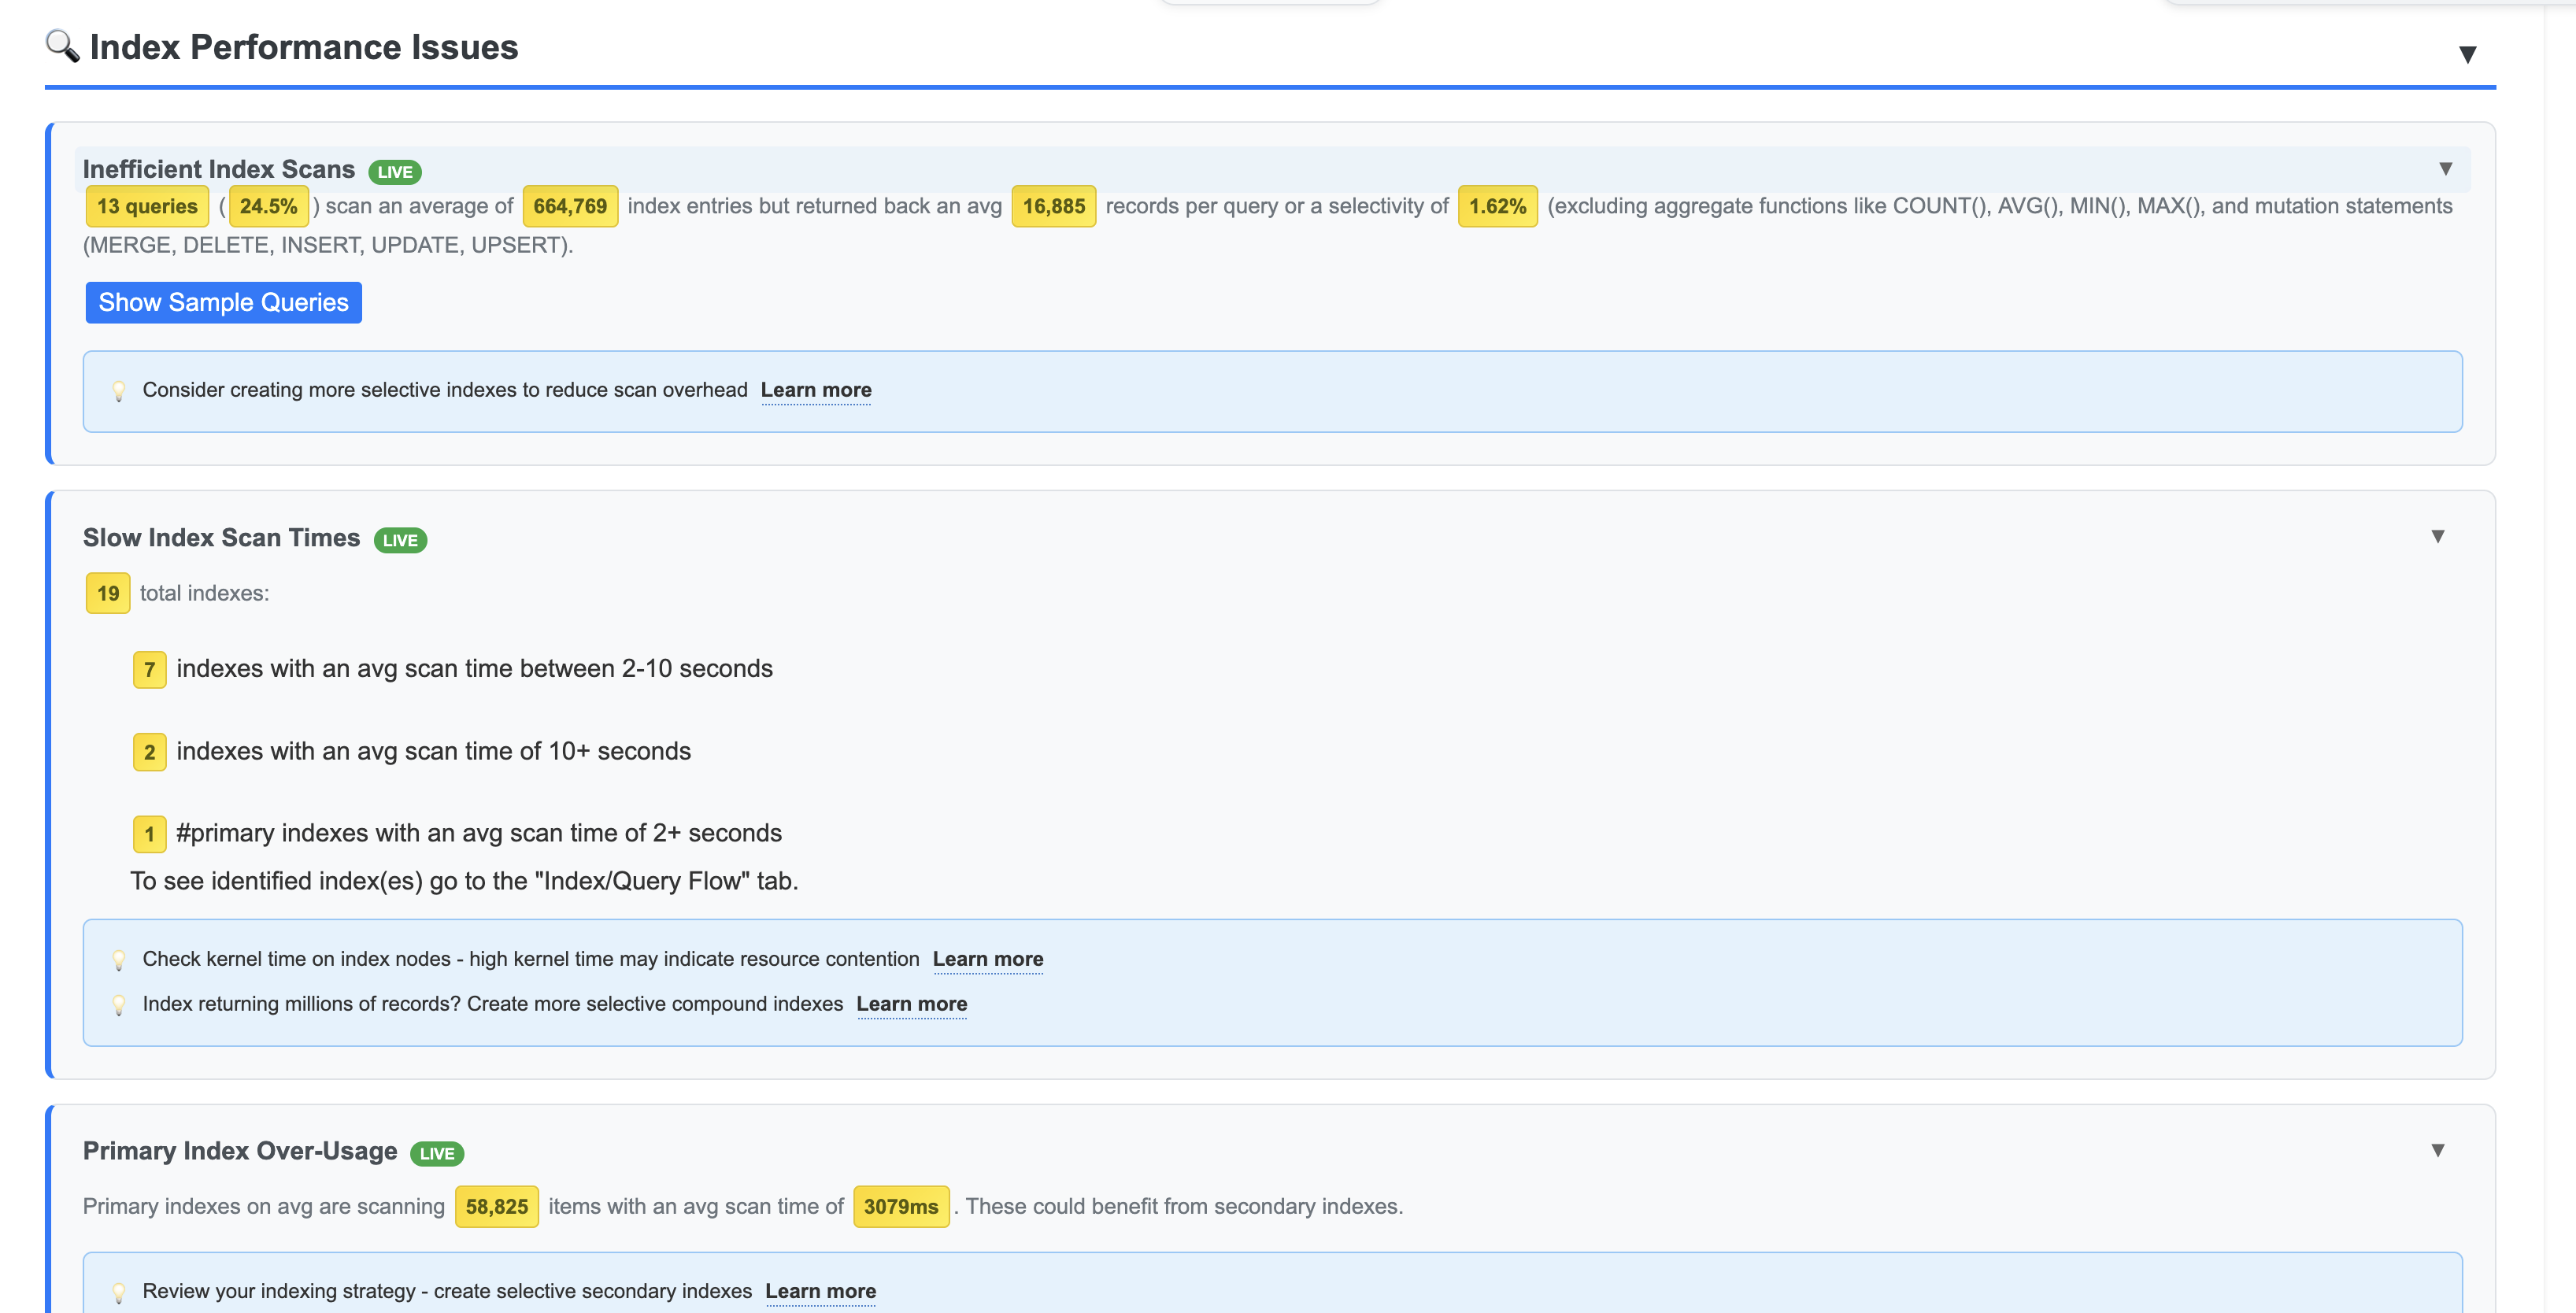 Index Performance Issues
Inefficient Index Scans LIVE
13 queries ( 24.5% ) scan an average of 664,769 index entries but returned back an avg 16,885 records per query or a selectivity of 1.62% (excluding aggregate functions like COUNT(), AVG(), MIN(), MAX(), and mutation statements
(MERGE, DELETE, INSERT, UPDATE, UPSERT).
Show Sample Queries
Consider creating more selective indexes to reduce scan overhead Learn more
Slow Index Scan Times LIVE
19 total indexes:
7 indexes with an avg scan time between 2-10 seconds
2 indexes with an avg scan time of 10+ seconds
1 #primary indexes with an avg scan time of 2+ seconds
To see identified index(es) go to the "Index/Query Flow" tab.
Check kernel time on index nodes - high kernel time may indicate resource contention Learn more
Index returning millions of records? Create more selective compound indexes Learn more
Primary Index Over-Usage LIVE
Primary indexes on avg are scanning 58,825 items with an avg scan time of 3079ms . These could benefit from secondary indexes.
Review your indexing strategy - create selective secondary indexes Learn more